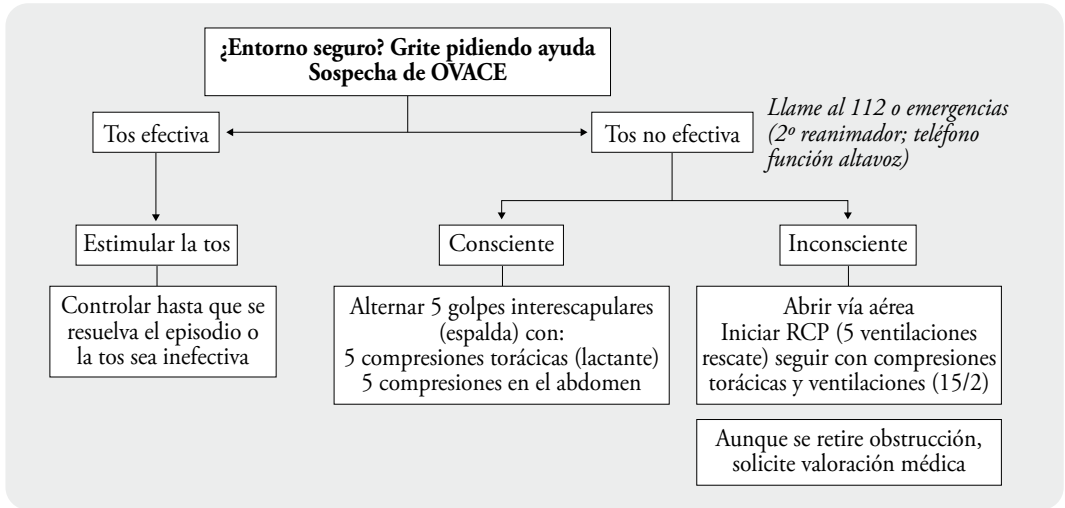 ¿Entorno seguro? Grite pidiendo ayuda
Sospecha de OVACE
Llame al 112 o emergencias
(2º reanimador; teléfono
función altavoz)
Tos efectiva
Tos no efectiva
Estimular la tos
Consciente
Inconsciente
Controlar hasta que se
resuelva el episodio o
la tos sea inefectiva
Alternar 5 golpes interescapulares
(espalda) con:
5 compresiones torácicas (lactante)
5 compresiones en el abdomen
Abrir vía aérea
Iniciar RCP (5 ventilaciones
rescate) seguir con compresiones
torácicas y ventilaciones (15/2)
Aunque se retire obstrucción,
solicite valoración médica